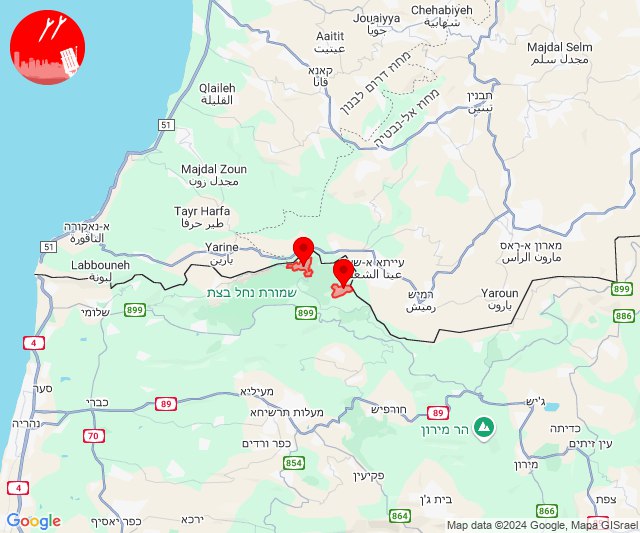 Chehabiyeh
شهابية
Jouaiyya
جويا
Aaitit
عيتيت
Majdal Selm
مجدل سلم
קאנא
قانا
מחוז דרום לבנון
מחוז אל-נבטיה
תבנין
تبنين
Qlaileh
القليلة
51
Majdal Zoun
مجدل زون
Tayr Harfa
طير حرفا
א-נאקורה
الناقورة
51
Yarine
يارين
עייתא א-ש
عيتا الشع
מארון א-ראס
مارون الراس
Labbouneh
لبونة
שמורת נחל בצת
רמיש
رميش
Yaroun
يارون
899
899
899
886
שלומי
4
סער
נהריה
כברי
89
70
מעיליא
מעלות תרשיחא
כפר ורדים
חורפיש
89
הר מירון
ג'יש
כדיתה
עין זיתים
מירון
צפת
854
פקיעין
בית ג'ן
864
866
4
ירכא
כפר יאסיף
Google
Map data ©2024 Google, Mapa GISrael